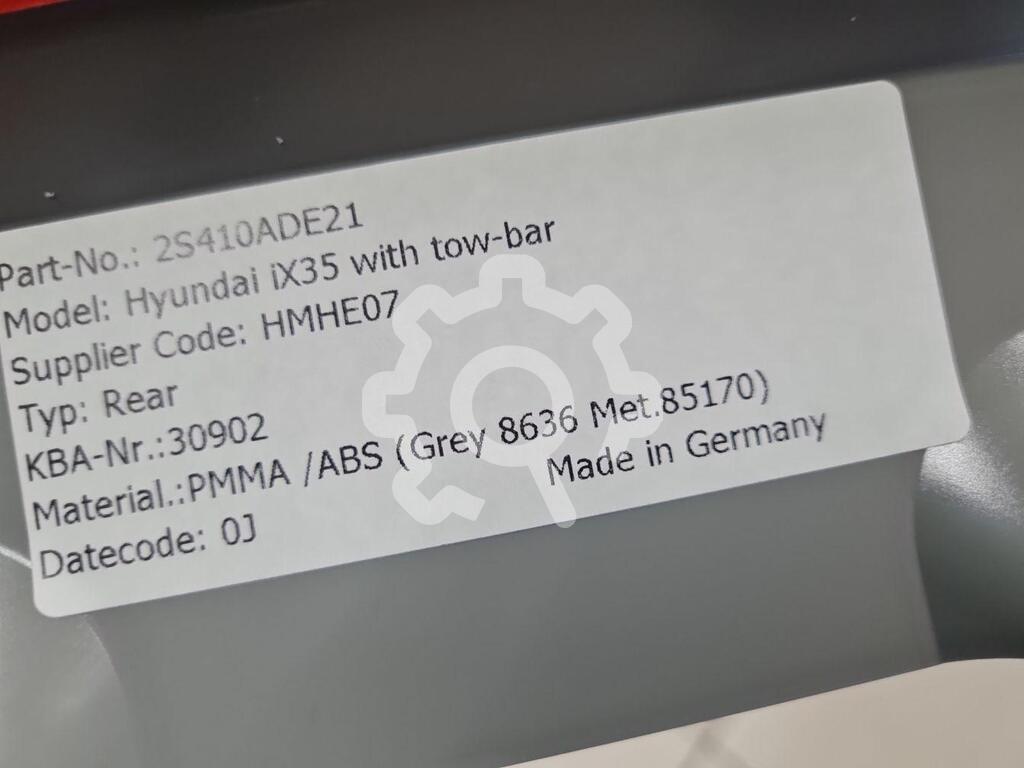 Part-No.: 2S410ADE21
Model: Hyundai iX35 with tow-bar
Supplier Code: HMHE07
Typ: Rear
KBA-Nr.:30902
Material.:PMMA /ABS (Grey 8636 Met.85170)
Made in Germany
Datecode: 0J